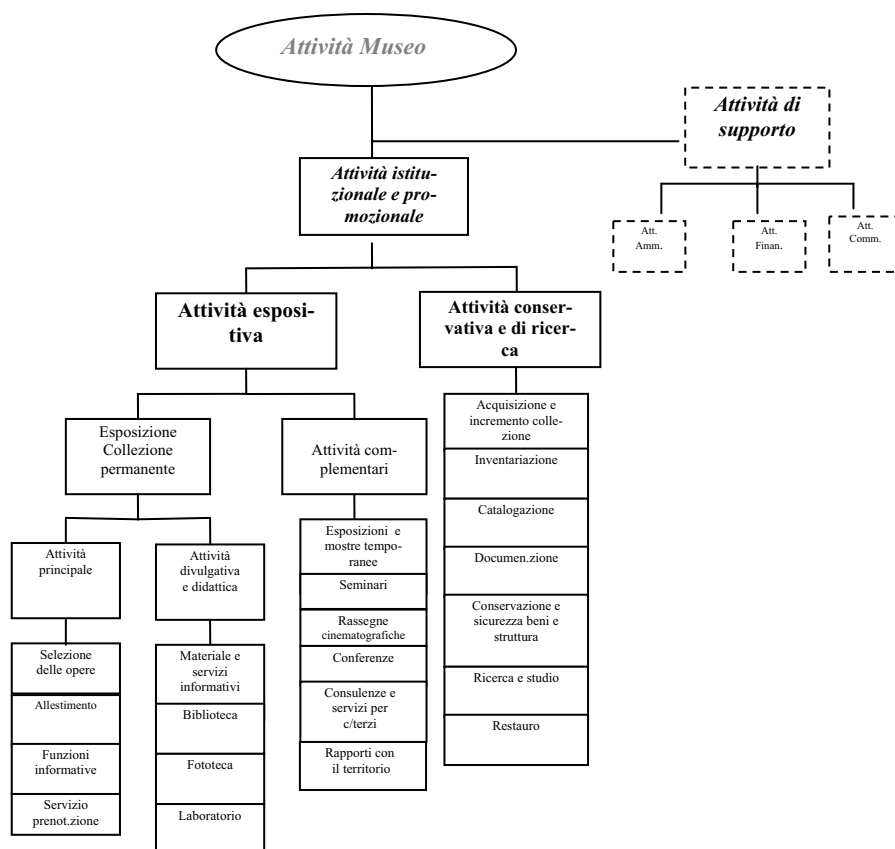 Attività Museo
Attività di
supporto
Attività istitu-
zionale e pro-
mozionale
Att.
Amm.
Att.
Finan.
Att.
Comm.
Attività esposi-
tiva
Attività conser-
vativa e di ricer-
ca
Esposizione
Collezione
permanente
Attività com-
plementari
Attività
principale
Attività
divulgativa
e didattica
Selezione
delle opere
Allestimento
Funzioni
informative
Servizio
prenot.zione
Materiale e
servizi
informativi
Biblioteca
Fototeca
Laboratorio
Esposizioni e
mostre tempo-
ranee
Seminari
Rassegne
cinematografiche
Conferenze
Consulenze e
servizi per
c/terzi
Rapporti con
il territorio
Acquisizione e
incremento colle-
zione
Inventariazione
Catalogazione
Documen.zione
Conservazione e
sicurezza beni e
struttura
Ricerca e studio
Restauro